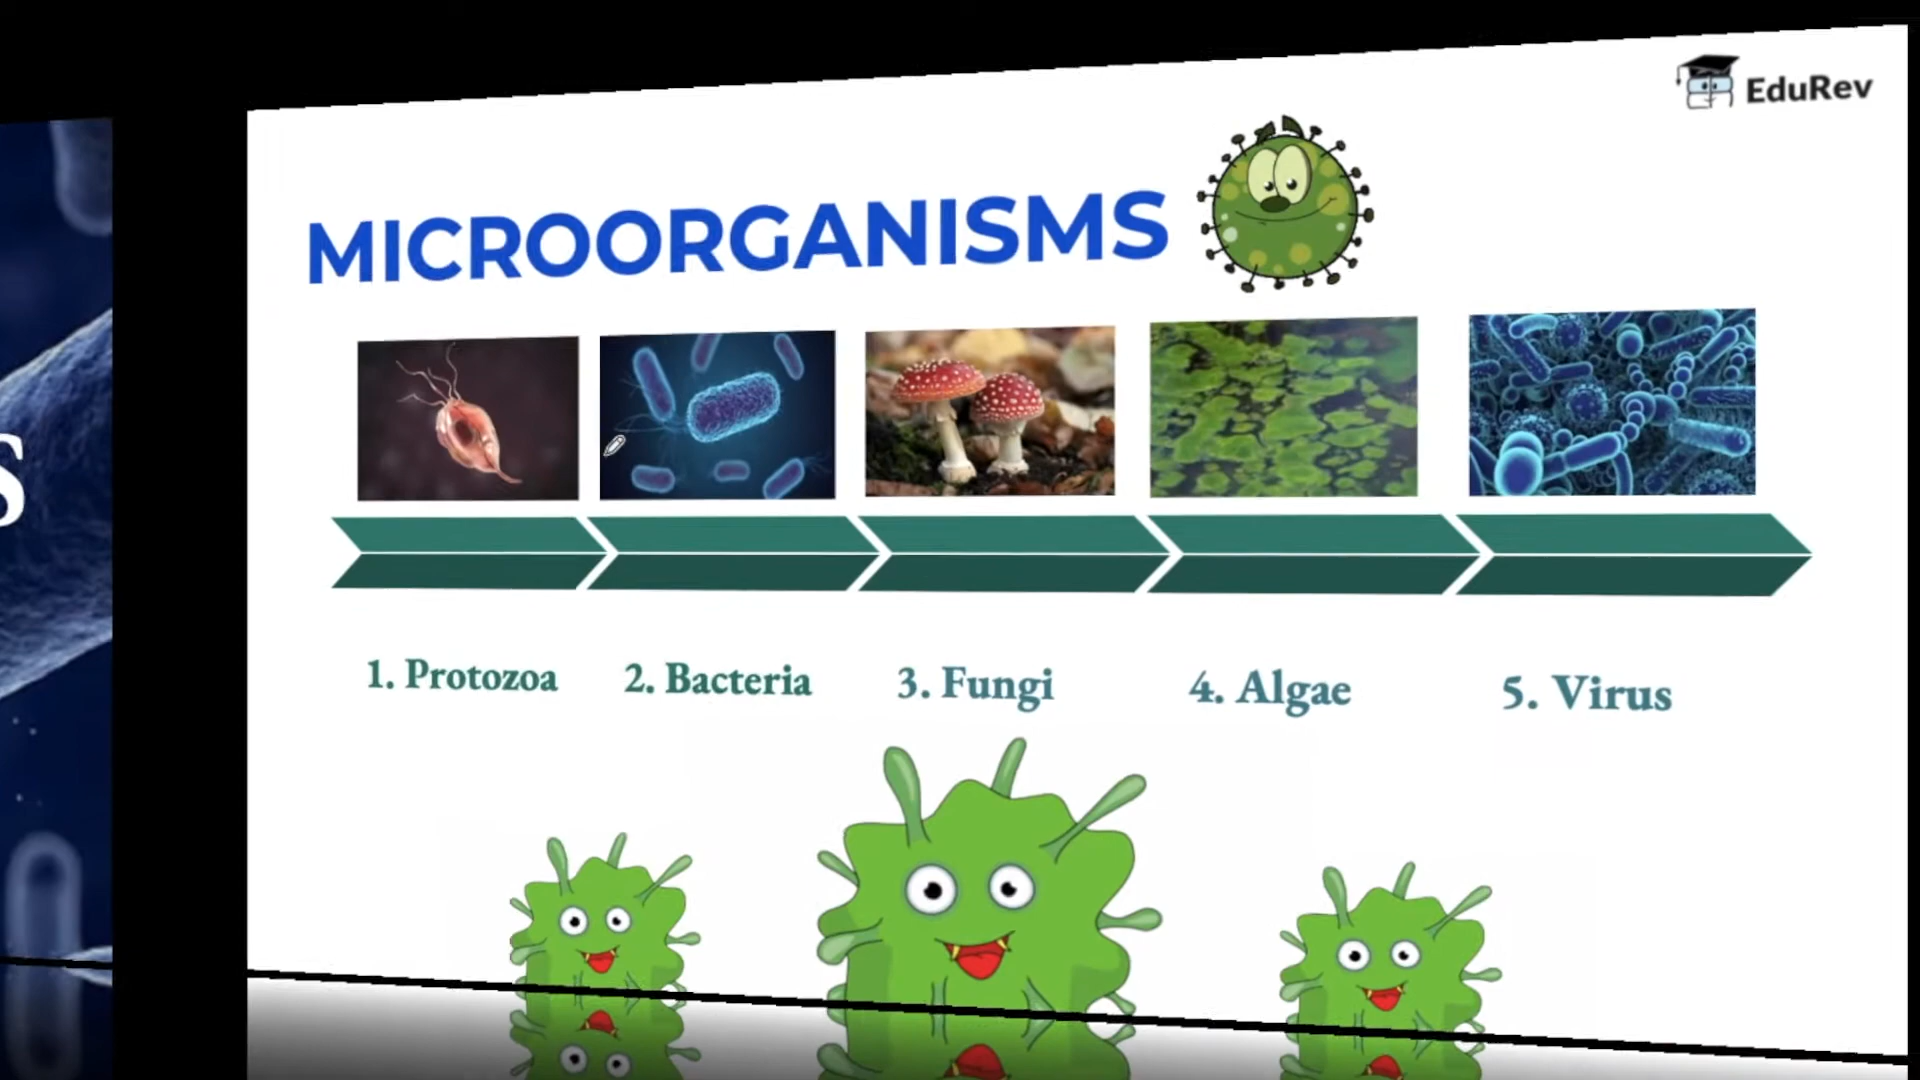 EduRev
MICROORGANISMS
1. Protozoa
2. Bacteria
3. Fungi
4. Algae
5. Virus
S